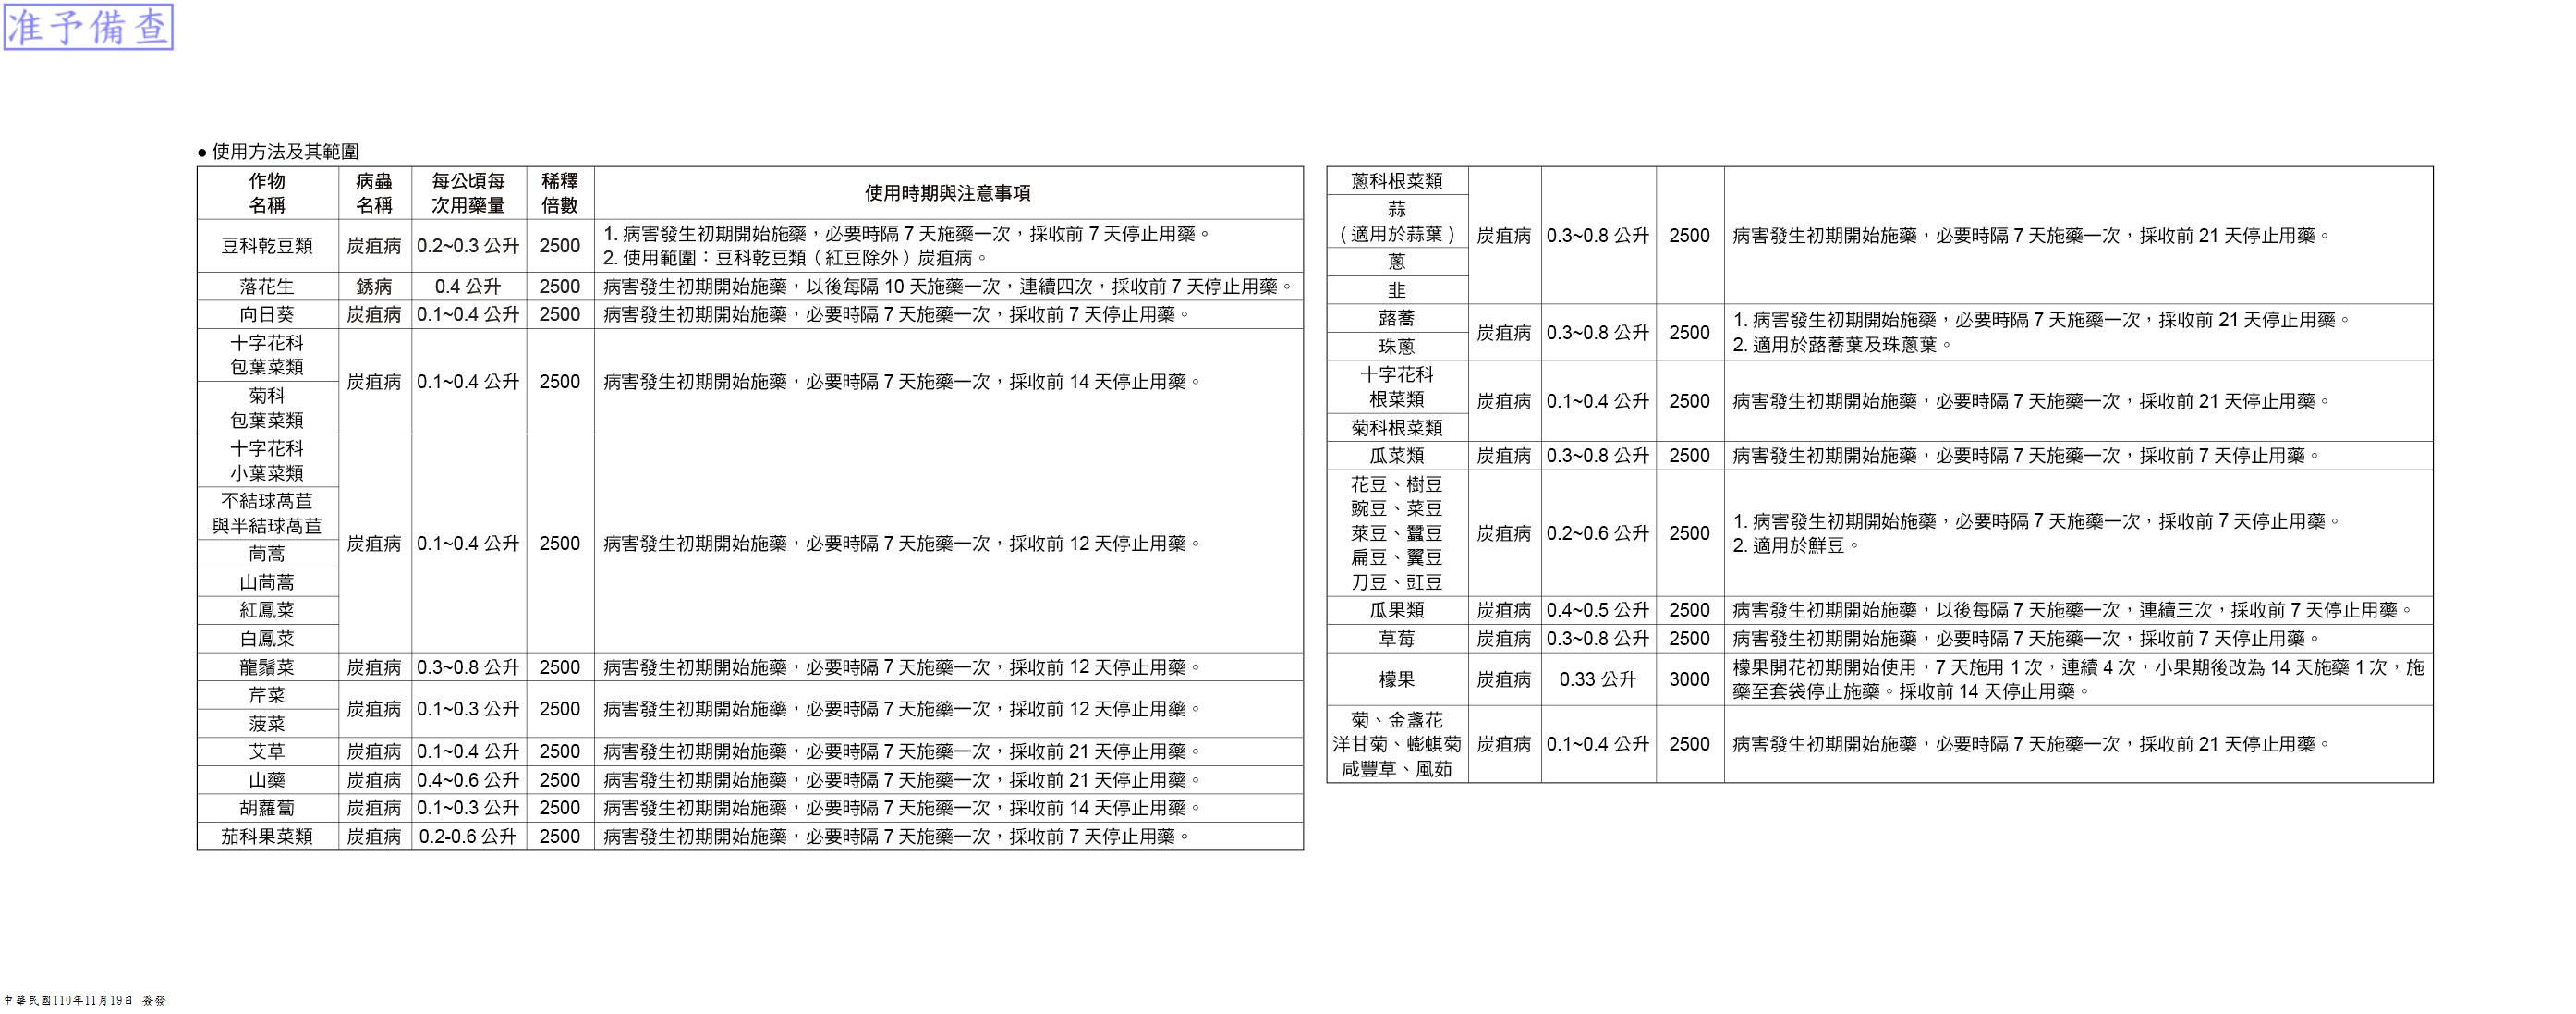 准予備查
● 使用方法及其範圍
作物名稱 病蟲名稱 每公頃每次用藥量 稀釋倍數 使用時期與注意事項
豆科乾豆類 炭疽病 0.2~0.3 公升 2500 1. 病害發生初期開始施藥，必要時隔 7 天施藥一次，採收前 7 天停止用藥。
2. 使用範圍：豆科乾豆類（紅豆除外）炭疽病。
落花生 銹病 0.4 公升 2500 病害發生初期開始施藥，以後每隔 10 天施藥一次，連續四次，採收前 7 天停止用藥。
向日葵 炭疽病 0.1~0.4 公升 2500 病害發生初期開始施藥，必要時隔 7 天施藥一次，採收前 7 天停止用藥。
十字花科
包葉菜類
菊科
包葉菜類
炭疽病 0.1~0.4 公升 2500 病害發生初期開始施藥，必要時隔 7 天施藥一次，採收前 14 天停止用藥。
十字花科
小葉菜類
不結球萵苣
與半結球萵苣
茼蒿
山茼蒿
紅鳳菜
白鳳菜
炭疽病 0.1~0.4 公升 2500 病害發生初期開始施藥，必要時隔 7 天施藥一次，採收前 12 天停止用藥。
龍鬚菜 炭疽病 0.3~0.8 公升 2500 病害發生初期開始施藥，必要時隔 7 天施藥一次，採收前 12 天停止用藥。
芹菜
菠菜
炭疽病 0.1~0.3 公升 2500 病害發生初期開始施藥，必要時隔 7 天施藥一次，採收前 12 天停止用藥。
艾草 炭疽病 0.1~0.4 公升 2500 病害發生初期開始施藥，必要時隔 7 天施藥一次，採收前 21 天停止用藥。
山藥 炭疽病 0.4~0.6 公升 2500 病害發生初期開始施藥，必要時隔 7 天施藥一次，採收前 21 天停止用藥。
胡蘿蔔 炭疽病 0.1~0.3 公升 2500 病害發生初期開始施藥，必要時隔 7 天施藥一次，採收前 14 天停止用藥。
茄科果菜類 炭疽病 0.2-0.6 公升 2500 病害發生初期開始施藥，必要時隔 7 天施藥一次，採收前 7 天停止用藥。
蔥科根菜類
蒜
( 適用於蒜葉 )
蔥
韭
炭疽病 0.3~0.8 公升 2500 病害發生初期開始施藥，必要時隔 7 天施藥一次，採收前 21 天停止用藥。
蕗蕎
珠蔥
炭疽病 0.3~0.8 公升 2500 1. 病害發生初期開始施藥，必要時隔 7 天施藥一次，採收前 21 天停止用藥。
2. 適用於蕗蕎葉及珠蔥葉。
十字花科
根菜類
菊科根菜類
炭疽病 0.1~0.4 公升 2500 病害發生初期開始施藥，必要時隔 7 天施藥一次，採收前 21 天停止用藥。
瓜菜類 炭疽病 0.3~0.8 公升 2500 病害發生初期開始施藥，必要時隔 7 天施藥一次，採收前 7 天停止用藥。
花豆、樹豆
豌豆、菜豆
萊豆、蠶豆
扁豆、翼豆
刀豆、豇豆
炭疽病 0.2~0.6 公升 2500 1. 病害發生初期開始施藥，必要時隔 7 天施藥一次，採收前 7 天停止用藥。
2. 適用於鮮豆。
瓜果類 炭疽病 0.4~0.5 公升 2500 病害發生初期開始施藥，以後每隔 7 天施藥一次，連續三次，採收前 7 天停止用藥。
草莓 炭疽病 0.3~0.8 公升 2500 病害發生初期開始施藥，必要時隔 7 天施藥一次，採收前 7 天停止用藥。
檬果 炭疽病 0.33 公升 3000 檬果開花初期開始使用，7 天施用 1 次，連續 4 次，小果期後改為 14 天施藥 1 次，施
藥至套袋停止施藥。採收前 14 天停止用藥。
菊、金盞花
洋甘菊、蟛蜞菊
咸豐草、風茹
炭疽病 0.1~0.4 公升 2500 病害發生初期開始施藥，必要時隔 7 天施藥一次，採收前 21 天停止用藥。
中華民國110年11月19日 簽發